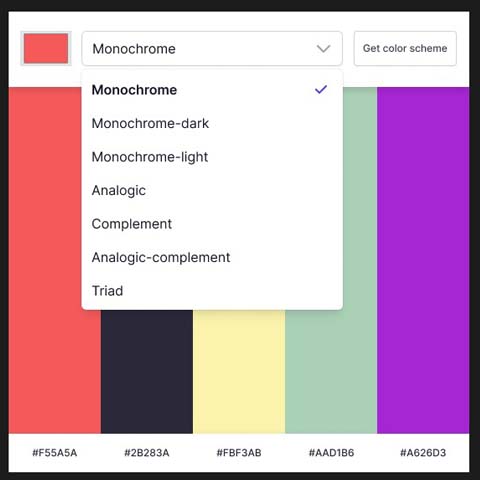 Monochrome
Get color scheme
Monochrome
Monochrome-dark
Monochrome-light
Analogic
Complement
Analogic-complement
Triad
#F55A5A #2B283A #FBF3AB #AAD1B6 #A626D3